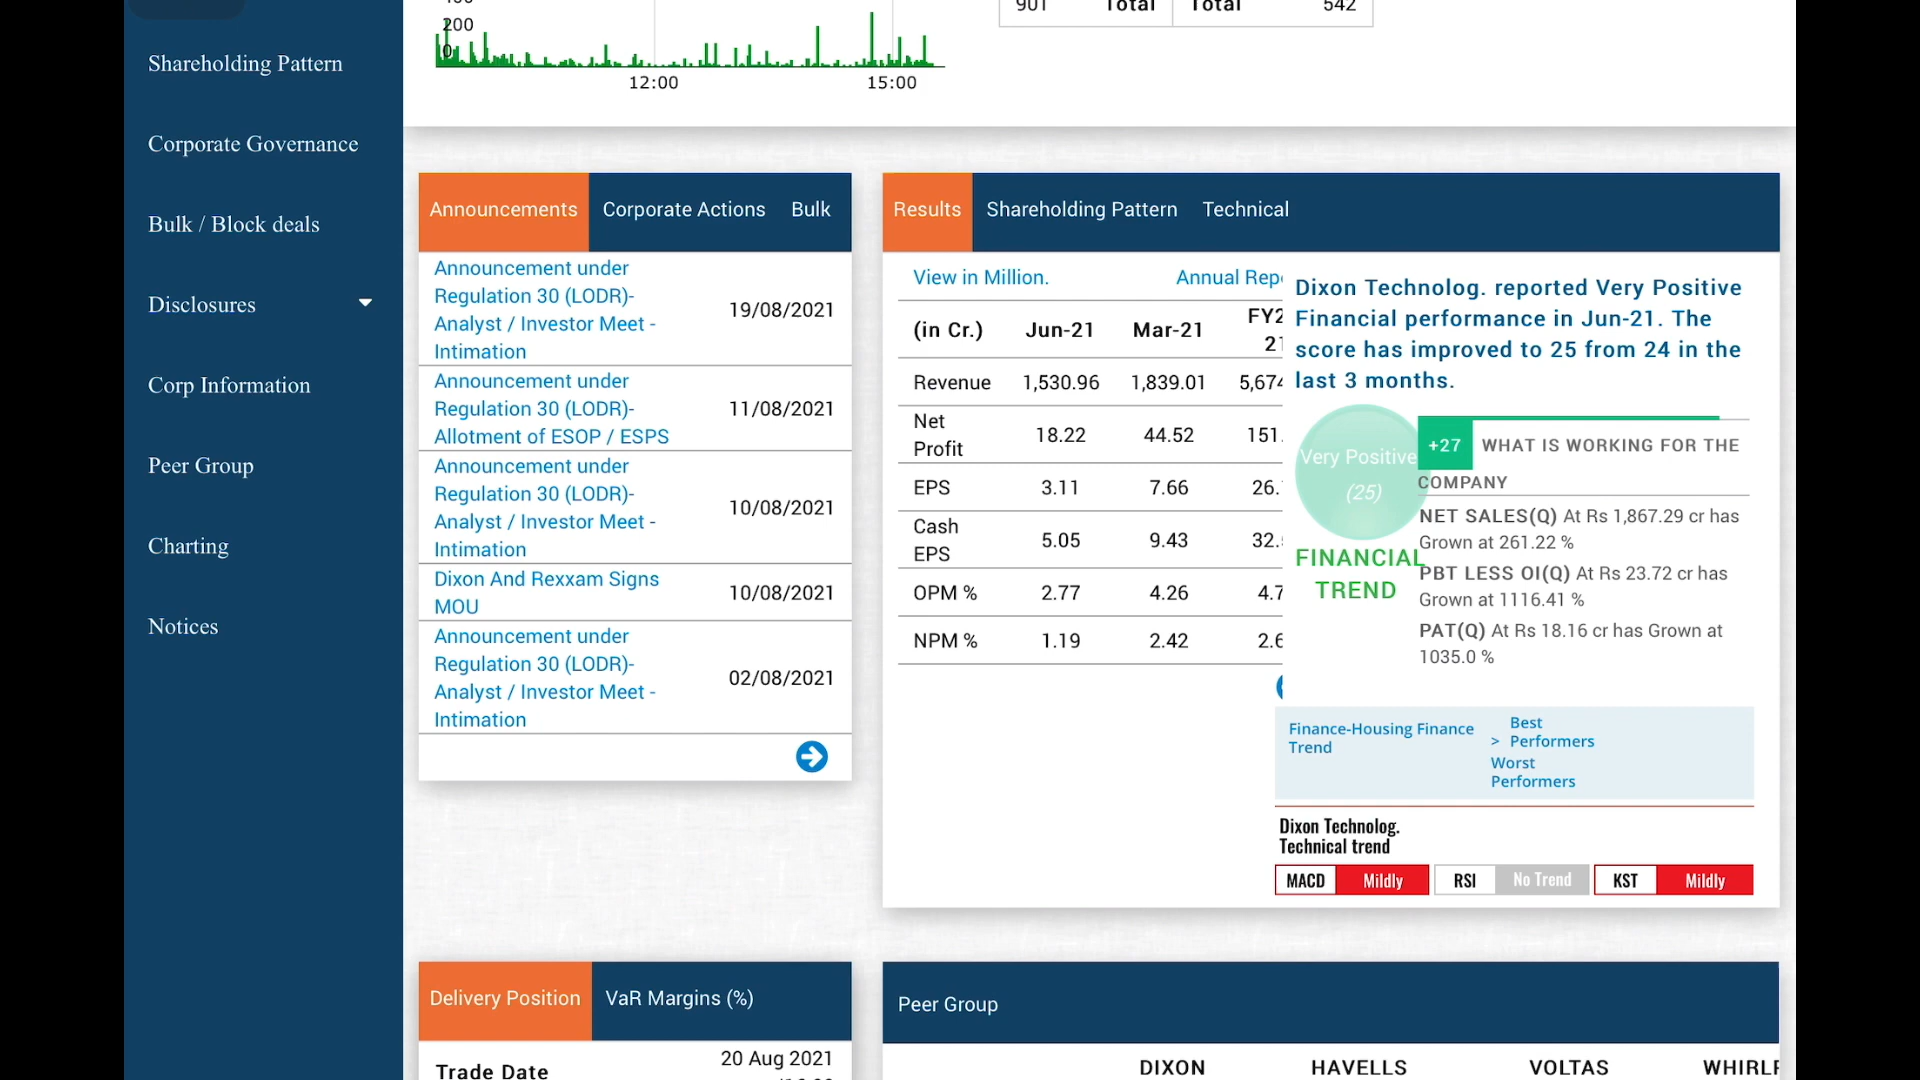 200
0
12:00
15:00
901 Total Total 542
Shareholding Pattern
Corporate Governance
Bulk / Block deals
Disclosures
Corp Information
Peer Group
Charting
Notices
Announcements Corporate Actions Bulk
Announcement under
Regulation 30 (LODR)-
Analyst / Investor Meet -
Intimation
19/08/2021
Announcement under
Regulation 30 (LODR)-
Allotment of ESOP / ESPS
11/08/2021
Announcement under
Regulation 30 (LODR)-
Analyst / Investor Meet -
Intimation
10/08/2021
Dixon And Rexxam Signs
MOU
10/08/2021
Announcement under
Regulation 30 (LODR)-
Analyst / Investor Meet -
Intimation
02/08/2021
Results Shareholding Pattern Technical
View in Million. Annual
(in Cr.) Jun-21 Mar-21
Revenue 1,530.96 1,839.01
Net
Profit
18.22 44.52
EPS 3.11 7.66
Cash
EPS
5.05 9.43
OPM % 2.77 4.26
NPM % 1.19 2.42
Dixon Technolog. reported Very Positive
Financial performance in Jun-21. The
score has improved to 25 from 24 in the
last 3 months.
Very Positive
(25)
FINANCIAL
TREND
+27 WHAT IS WORKING FOR THE
COMPANY
NET SALES(Q) At Rs 1,867.29 cr has
Grown at 261.22 %
PBT LESS OI(Q) At Rs 23.72 cr has
Grown at 1116.41 %
PAT(Q) At Rs 18.16 cr has Grown at
1035.0 %
Finance-Housing Finance
Trend
> Best
Performers
Worst
Performers
Dixon Technolog.
Technical trend
MACD Mildly RSI No Trend KST Mildly
Delivery Position VaR Margins (%)
Trade Date 20 Aug 2021
Peer Group
DIXON HAVELLS VOLTAS